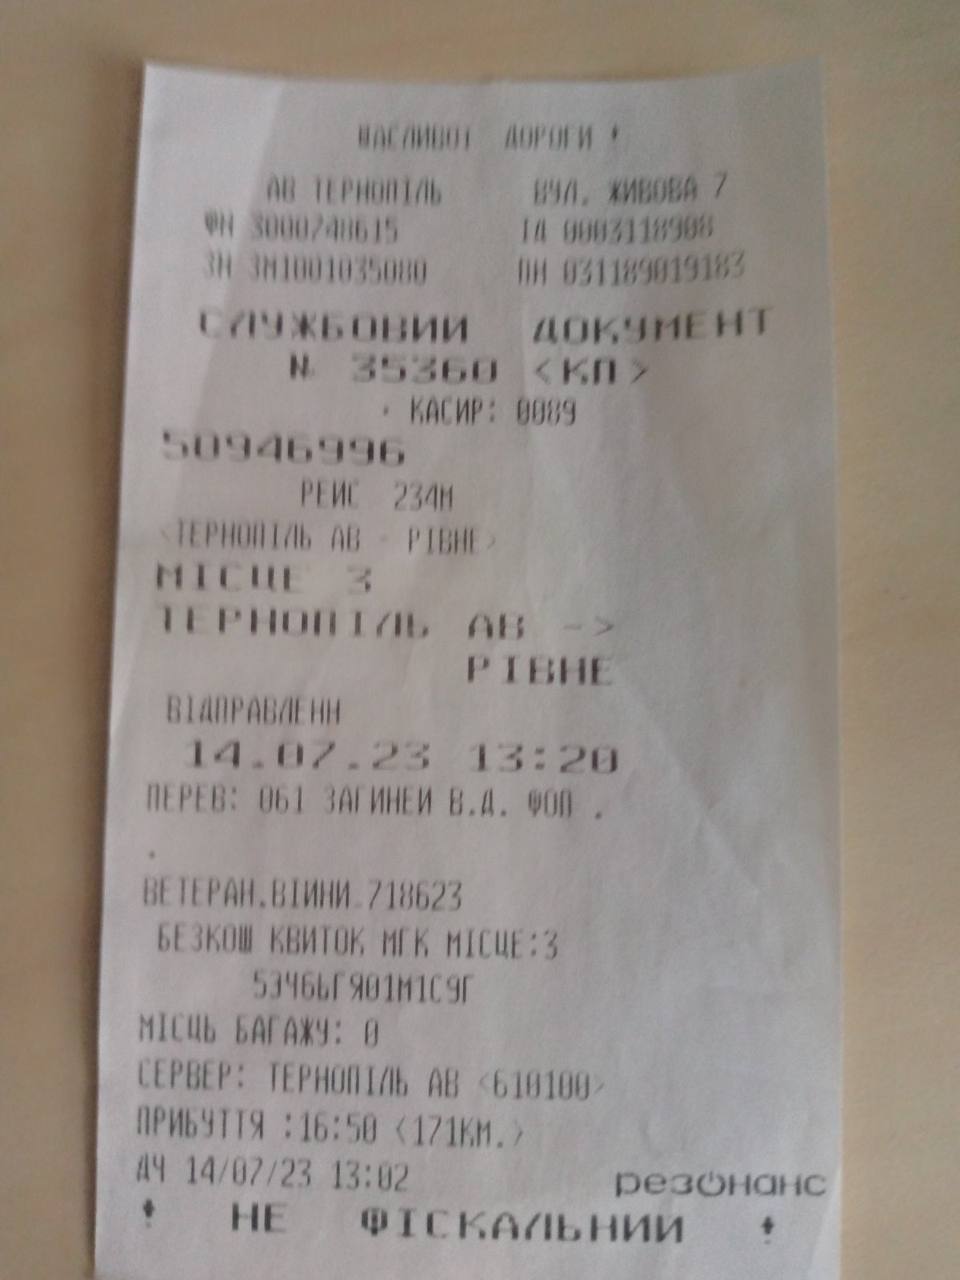 ЩАСЛИВОЇ ДОРОГИ !
АВ ТЕРНОПІЛЬ ВУЛ. ЖИВОВА 7
ФН 3000748615 ІД 0003118908
ЗН ЗМ1001035080 ПН 031189019183
СЛУЖБОВИЙ ДОКУМЕНТ
№ 35360 <КП>
КАСИР: 0089
50946996
РЕЙС 234М
<ТЕРНОПІЛЬ АВ - РІВНЕ>
МІСЦЕ 3
ТЕРНОПІЛЬ АВ ->
РІВНЕ
ВІДПРАВЛЕНН
14.07.23 13:20
ПЕРЕВ: 061 ЗАГИНЕЙ В.Д. ФОП .
.
ВЕТЕРАН.ВІЙНИ.718623
БЕЗКОШ КВИТОК МГК МІСЦЕ:3
МІСЦЬ БАГАЖУ: 0
СЕРВЕР: ТЕРНОПІЛЬ АВ <610100>
ПРИБУТТЯ :16:50 <171КМ.>
ДЧ 14/07/23 13:02 резонанс
! НЕ ФІСКАЛЬНИЙ !